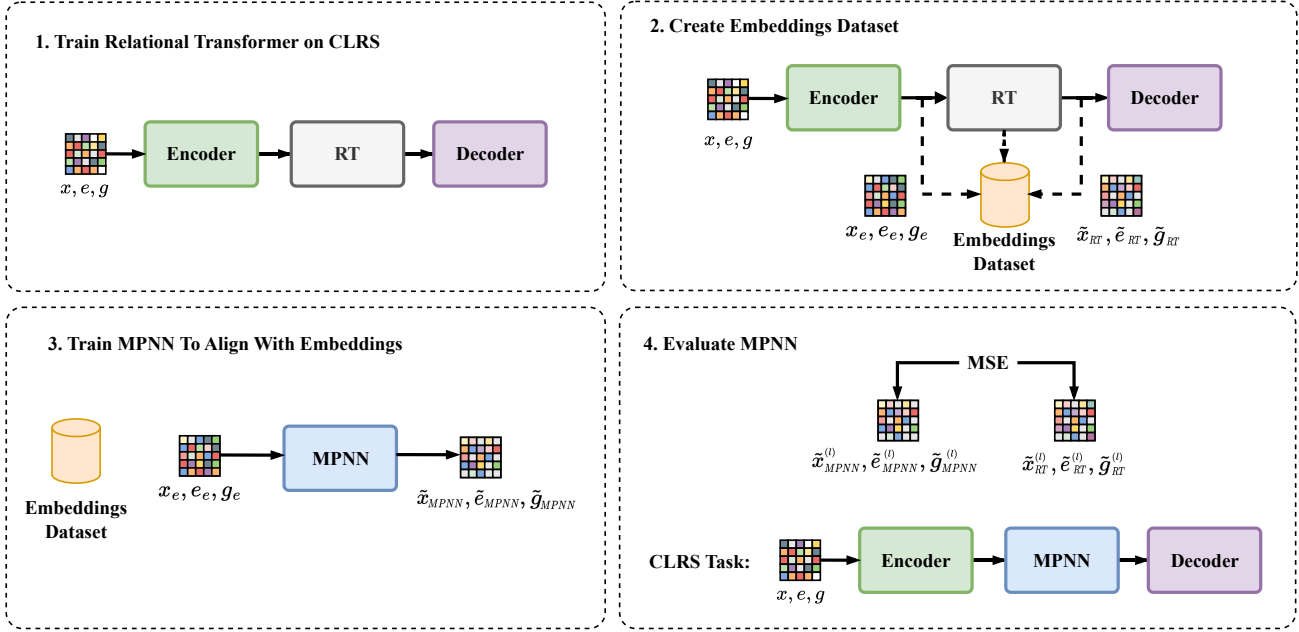 1. Train Relational Transformer on CLRS
Encoder
RT
Decoder
x, e, g
2. Create Embeddings Dataset
Encoder
RT
Decoder
x, e, g
x_e, e_e, g_e
Embeddings
Dataset
x̃_RT, ẽ_RT, g̃_RT
3. Train MPNN To Align With Embeddings
Embeddings
Dataset
x_e, e_e, g_e
MPNN
x̃_MPNN, ẽ_MPNN, g̃_MPNN
4. Evaluate MPNN
MSE
x̃_MPNN^(l), ẽ_MPNN^(l), g̃_MPNN^(l)
x̃_RT^(l), ẽ_RT^(l), g̃_RT^(l)
CLRS Task:
x, e, g
Encoder
MPNN
Decoder